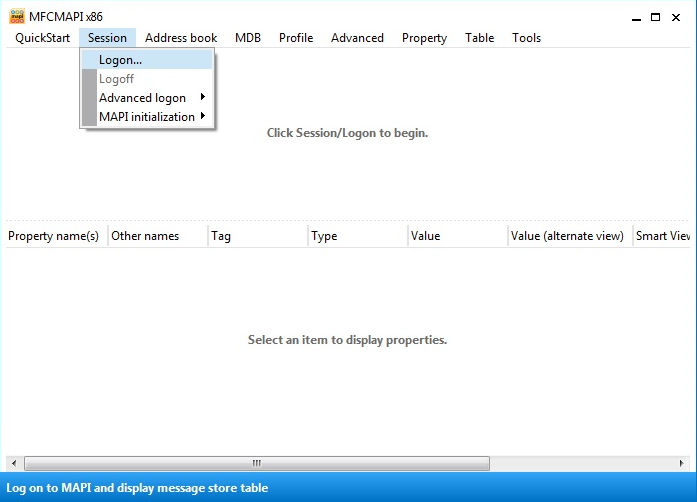 MFCMAPI x86
QuickStart Session Address book MDB Profile Advanced Property Table Tools
Logon...
Logoff
Advanced logon
MAPI initialization
Click Session/Logon to begin.
Property name(s) Other names Tag Type Value Value (alternate view) Smart View
Select an item to display properties.
Log on to MAPI and display message store table